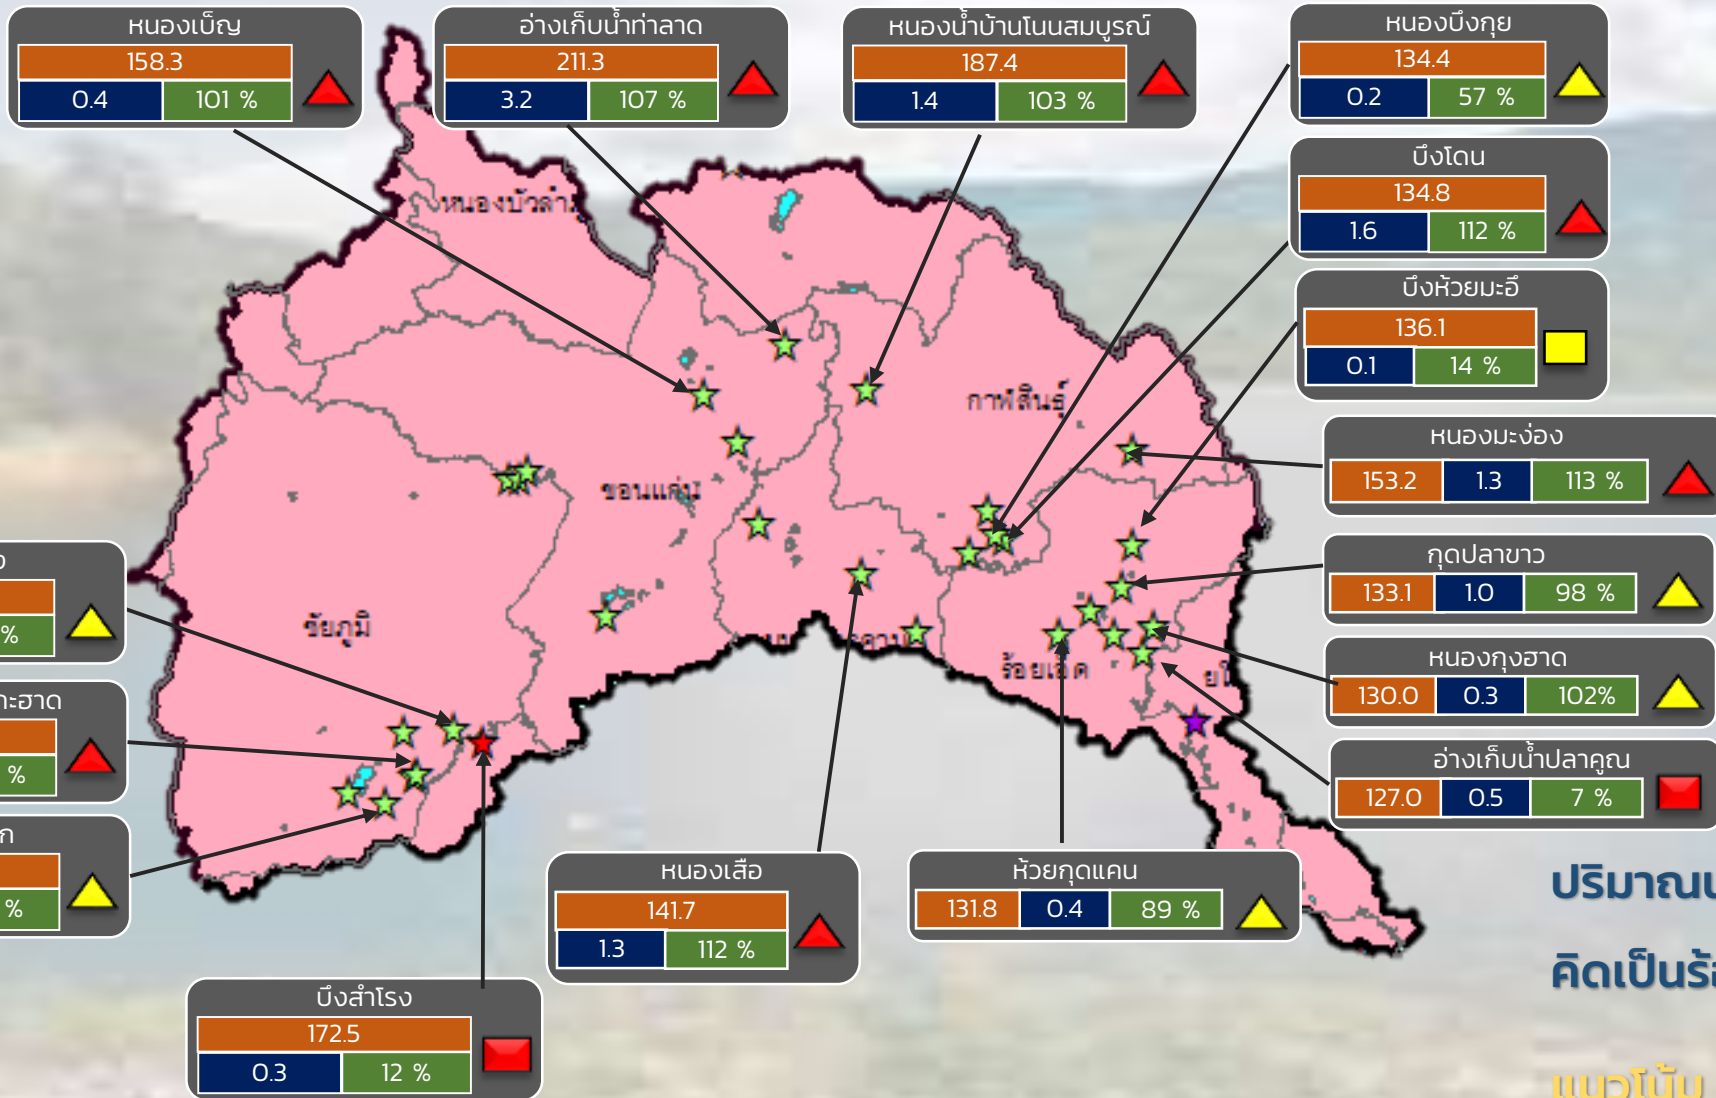 หนองเบ็ญ
158.3
0.4 101 %
อ่างเก็บน้ำท่าลาด
211.3
3.2 107 %
หนองน้ำบ้านโนนสมบูรณ์
187.4
1.4 103 %
หนองบึงกุย
134.4
0.2 57 %
บึงโดน
134.8
1.6 112 %
บึงห้วยมะอึ
136.1
0.1 14 %
หนองมะง่อง
153.2 1.3 113 %
กุดปลาขาว
133.1 1.0 98 %
หนองกุงฮาด
130.0 0.3 102%
อ่างเก็บน้ำปลาคูณ
127.0 0.5 7 %
กาฬสินธุ์
ขอนแก่น
ชัยภูมิ
ร้อยเอ็ด
%
กะฮาด
%
ก
%
หนองเสือ
141.7
1.3 112 %
ห้วยกุดแคน
131.8 0.4 89 %
บึงสำโรง
172.5
0.3 12 %
แนวโน้ม